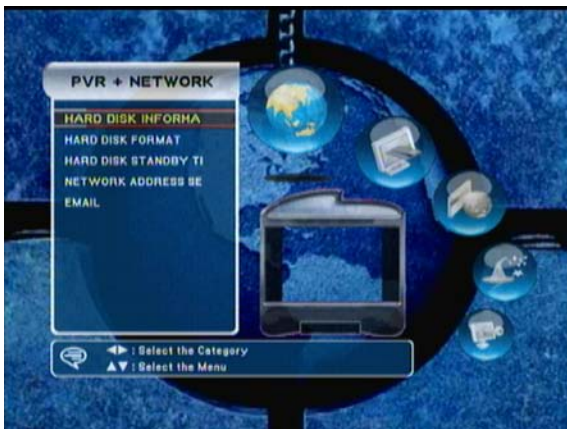 PVR + NETWORK
HARD DISK INFORMA
HARD DISK FORMAT
HARD DISK STANDBY TI
NETWORK ADDRESS SE
EMAIL
◀▶ : Select the Category
▲▼ : Select the Menu